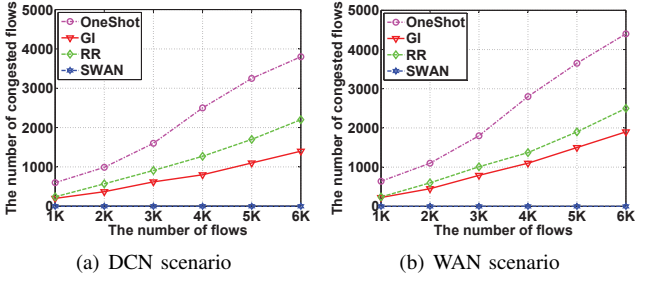 The number of congested flows
5000
4000
3000
2000
1000
0
OneShot
GI
RR
SWAN
1K 2K 3K 4K 5K 6K
The number of flows
(a) DCN scenario
The number of congested flows
5000
4000
3000
2000
1000
0
OneShot
GI
RR
SWAN
1K 2K 3K 4K 5K 6K
The number of flows
(b) WAN scenario